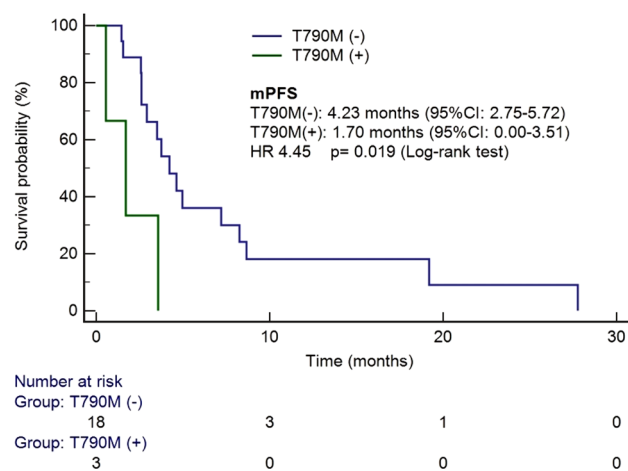 T790M (-)
T790M (+)
mPFS
T790M(-): 4.23 months (95%CI: 2.75-5.72)
T790M(+): 1.70 months (95%CI: 0.00-3.51)
HR 4.45 p= 0.019 (Log-rank test)
Survival probability (%)
100
80
60
40
20
0
0 10 20 30
Time (months)
Number at risk
Group: T790M (-)
18 3 1 0
Group: T790M (+)
3 0 0 0